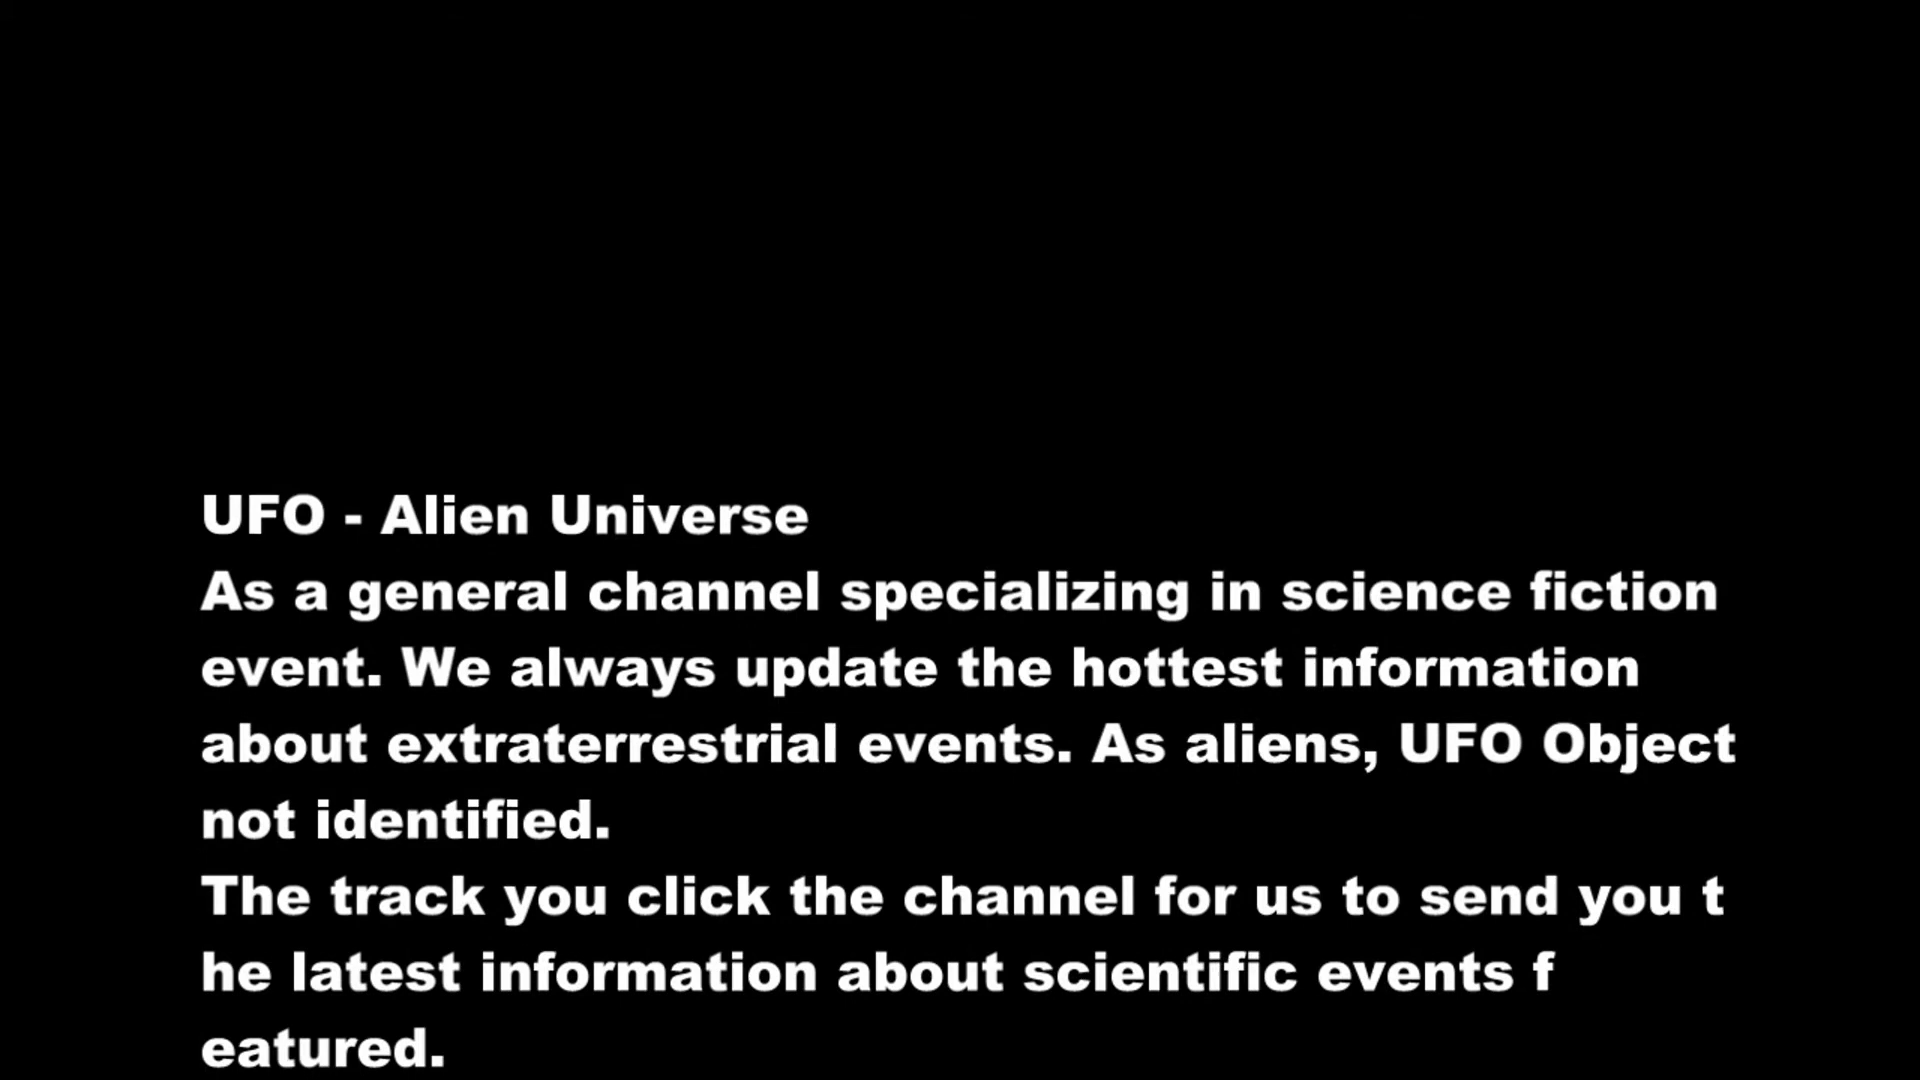 UFO - Alien Universe
As a general channel specializing in science fiction
event. We always update the hottest information
about extraterrestrial events. As aliens, UFO Object
not identified.
The track you click the channel for us to send you t
he latest information about scientific events f
eatured.